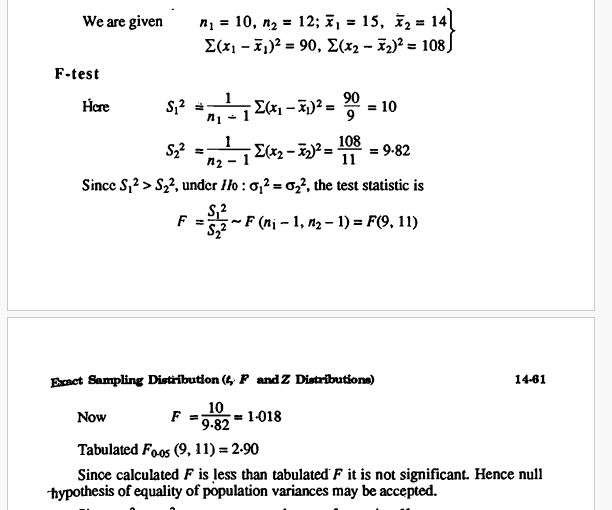 We are given n₁ = 10, n₂ = 12; x̄₁ = 15, x̄₂ = 14
Σ(x₁ – x̄₁)² = 90, Σ(x₂ – x̄₂)² = 108 }
F-test
Here S₁² = 1/(n₁ – 1) Σ(x₁ – x̄₁)² = 90/9 = 10
S₂² = 1/(n₂ – 1) Σ(x₂ – x̄₂)² = 108/11 = 9·82
Since S₁² > S₂², under H₀ : σ₁² = σ₂², the test statistic is
F = S₁²/S₂² ~ F (n₁ – 1, n₂ – 1) = F(9, 11)
Exact Sampling Distribution (t, F and Z Distributions) 14-61
Now F = 10/9·82 = 1·018
Tabulated F₀.₀₅ (9, 11) = 2·90
Since calculated F is less than tabulated F it is not significant. Hence null
hypothesis of equality of population variances may be accepted.